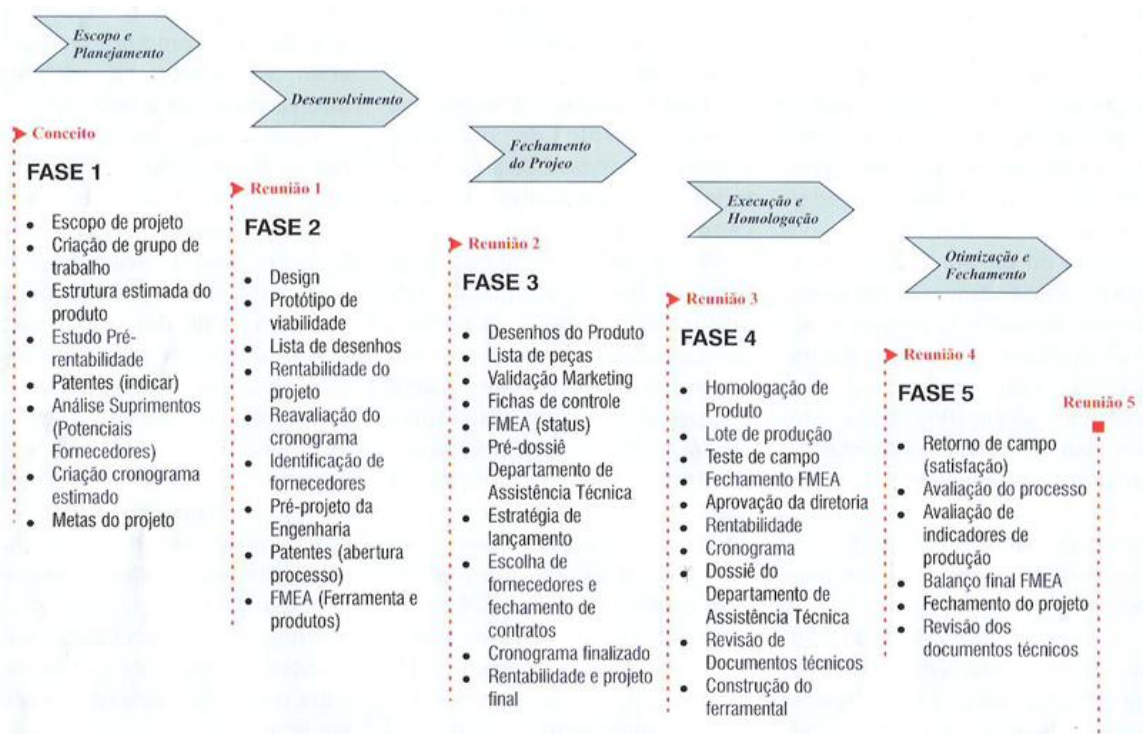 Escopo e
Planejamento
Desenvolvimento
Fechamento
do Projeo
Execução e
Homologação
Otimização e
Fechamento
Conceito
FASE 1
• Escopo de projeto
• Criação de grupo de
trabalho
• Estrutura estimada do
produto
• Estudo Pré-
rentabilidade
• Patentes (indicar)
• Análise Suprimentos
(Potenciais
Fornecedores)
• Criação cronograma
estimado
• Metas do projeto
Reunião 1
FASE 2
• Design
• Protótipo de
viabilidade
• Lista de desenhos
• Rentabilidade do
projeto
• Reavaliação do
cronograma
• Identificação de
fornecedores
• Pré-projeto da
Engenharia
• Patentes (abertura
processo)
• FMEA (Ferramenta e
produtos)
Reunião 2
FASE 3
• Desenhos do Produto
• Lista de peças
• Validação Marketing
• Fichas de controle
• FMEA (status)
• Pré-dossiê
Departamento de
Assistência Técnica
• Estratégia de
lançamento
• Escolha de
fornecedores e
fechamento de
contratos
• Cronograma finalizado
• Rentabilidade e projeto
final
Reunião 3
FASE 4
• Homologação de
Produto
• Lote de produção
• Teste de campo
• Fechamento FMEA
• Aprovação da diretoria
• Rentabilidade
• Cronograma
• Dossiê do
Departamento de
Assistência Técnica
• Revisão de
Documentos técnicos
• Construção do
ferramental
Reunião 4
FASE 5
• Retorno de campo
(satisfação)
• Avaliação do processo
• Avaliação de
indicadores de
produção
• Balanço final FMEA
• Fechamento do projeto
• Revisão dos
documentos técnicos
Reunião 5